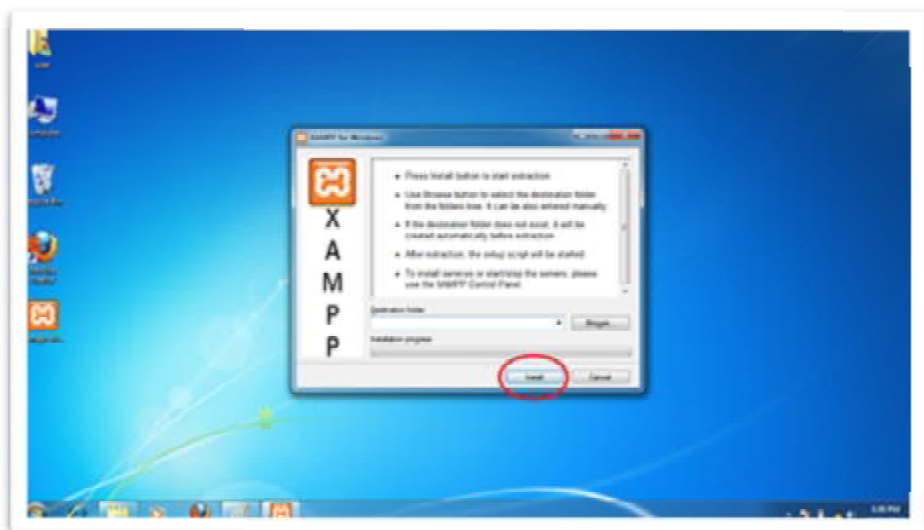 XAMPP for Windows
X
A
M
P
P
Press Install button to start extraction.
Use Browse button to select the destination folder
from the folders tree. It can be also entered manually.
If the destination folder does not exist, it will be
created automatically before extraction.
After extraction, the setup script will be started.
To install services or start/stop the servers, please
use the XAMPP Control Panel.
Destination folder
Browse...
Installation progress
Install
Cancel